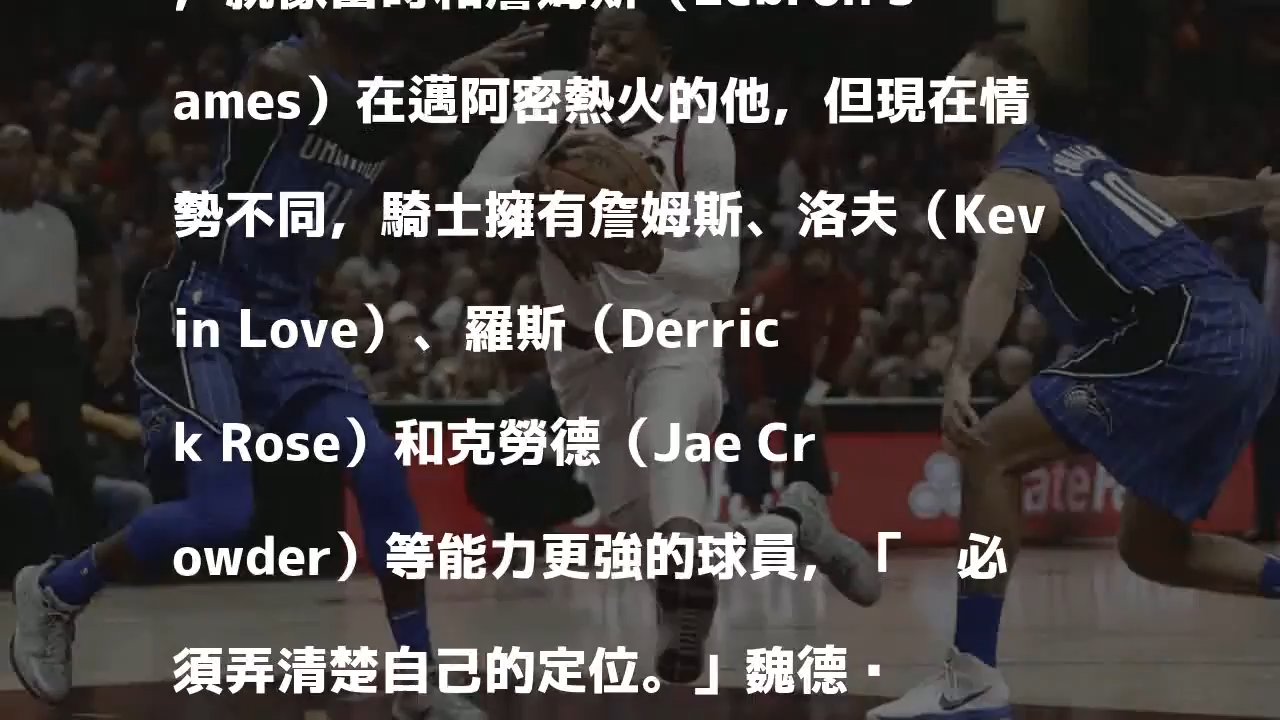 ames）在邁阿密熱火的他，但現在情
勢不同，騎士擁有詹姆斯、洛夫（Kev
in Love）、羅斯（Derric
k Rose）和克勞德（Jae Cr
owder）等能力更強的球員，「　必
須弄清楚自己的定位。」魏德·
10